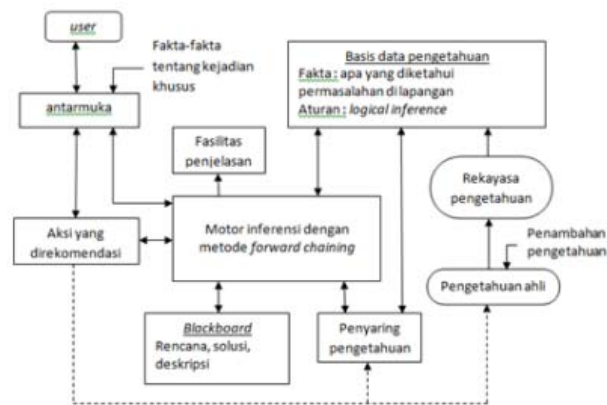 user
Fakta-fakta
tentang kejadian
khusus
antarmuka
Basis data pengetahuan
Fakta : apa yang diketahui
permasalahan di lapangan
Aturan : logical inference
Fasilitas
penjelasan
Rekayasa
pengetahuan
Aksi yang
direkomendasi
Motor inferensi dengan
metode forward chaining
Penambahan
pengetahuan
Pengetahuan ahli
Blackboard
Rencana, solusi,
deskripsi
Penyaring
pengetahuan